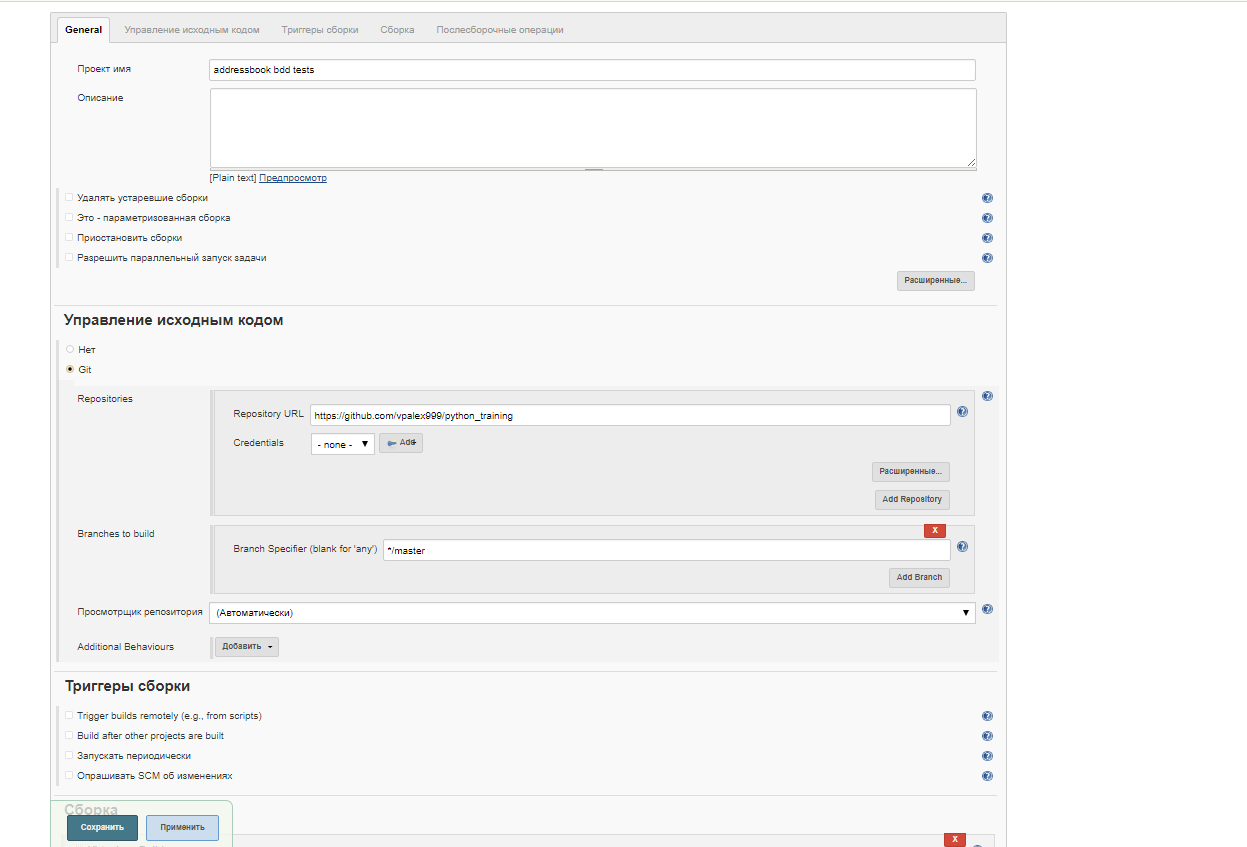 General Управление исходным кодом Триггеры сборки Сборка Послесборочные операции
Проект имя addressbook bdd tests
Описание
[Plain text] Предпросмотр
Удалять устаревшие сборки
Это - параметризованная сборка
Приостановить сборки
Разрешить параллельный запуск задачи
Расширенные...
Управление исходным кодом
Нет
Git
Repositories
Repository URL https://github.com/vpalex999/python_training
Credentials - none - Add
Расширенные...
Add Repository
Branches to build
X
Branch Specifier (blank for 'any') */master
Add Branch
Просмотрщик репозитория (Автоматически)
Additional Behaviours Добавить
Триггеры сборки
Trigger builds remotely (e.g., from scripts)
Build after other projects are built
Запускать периодически
Опрашивать SCM об изменениях
Сборка
Сохранить Применить
X